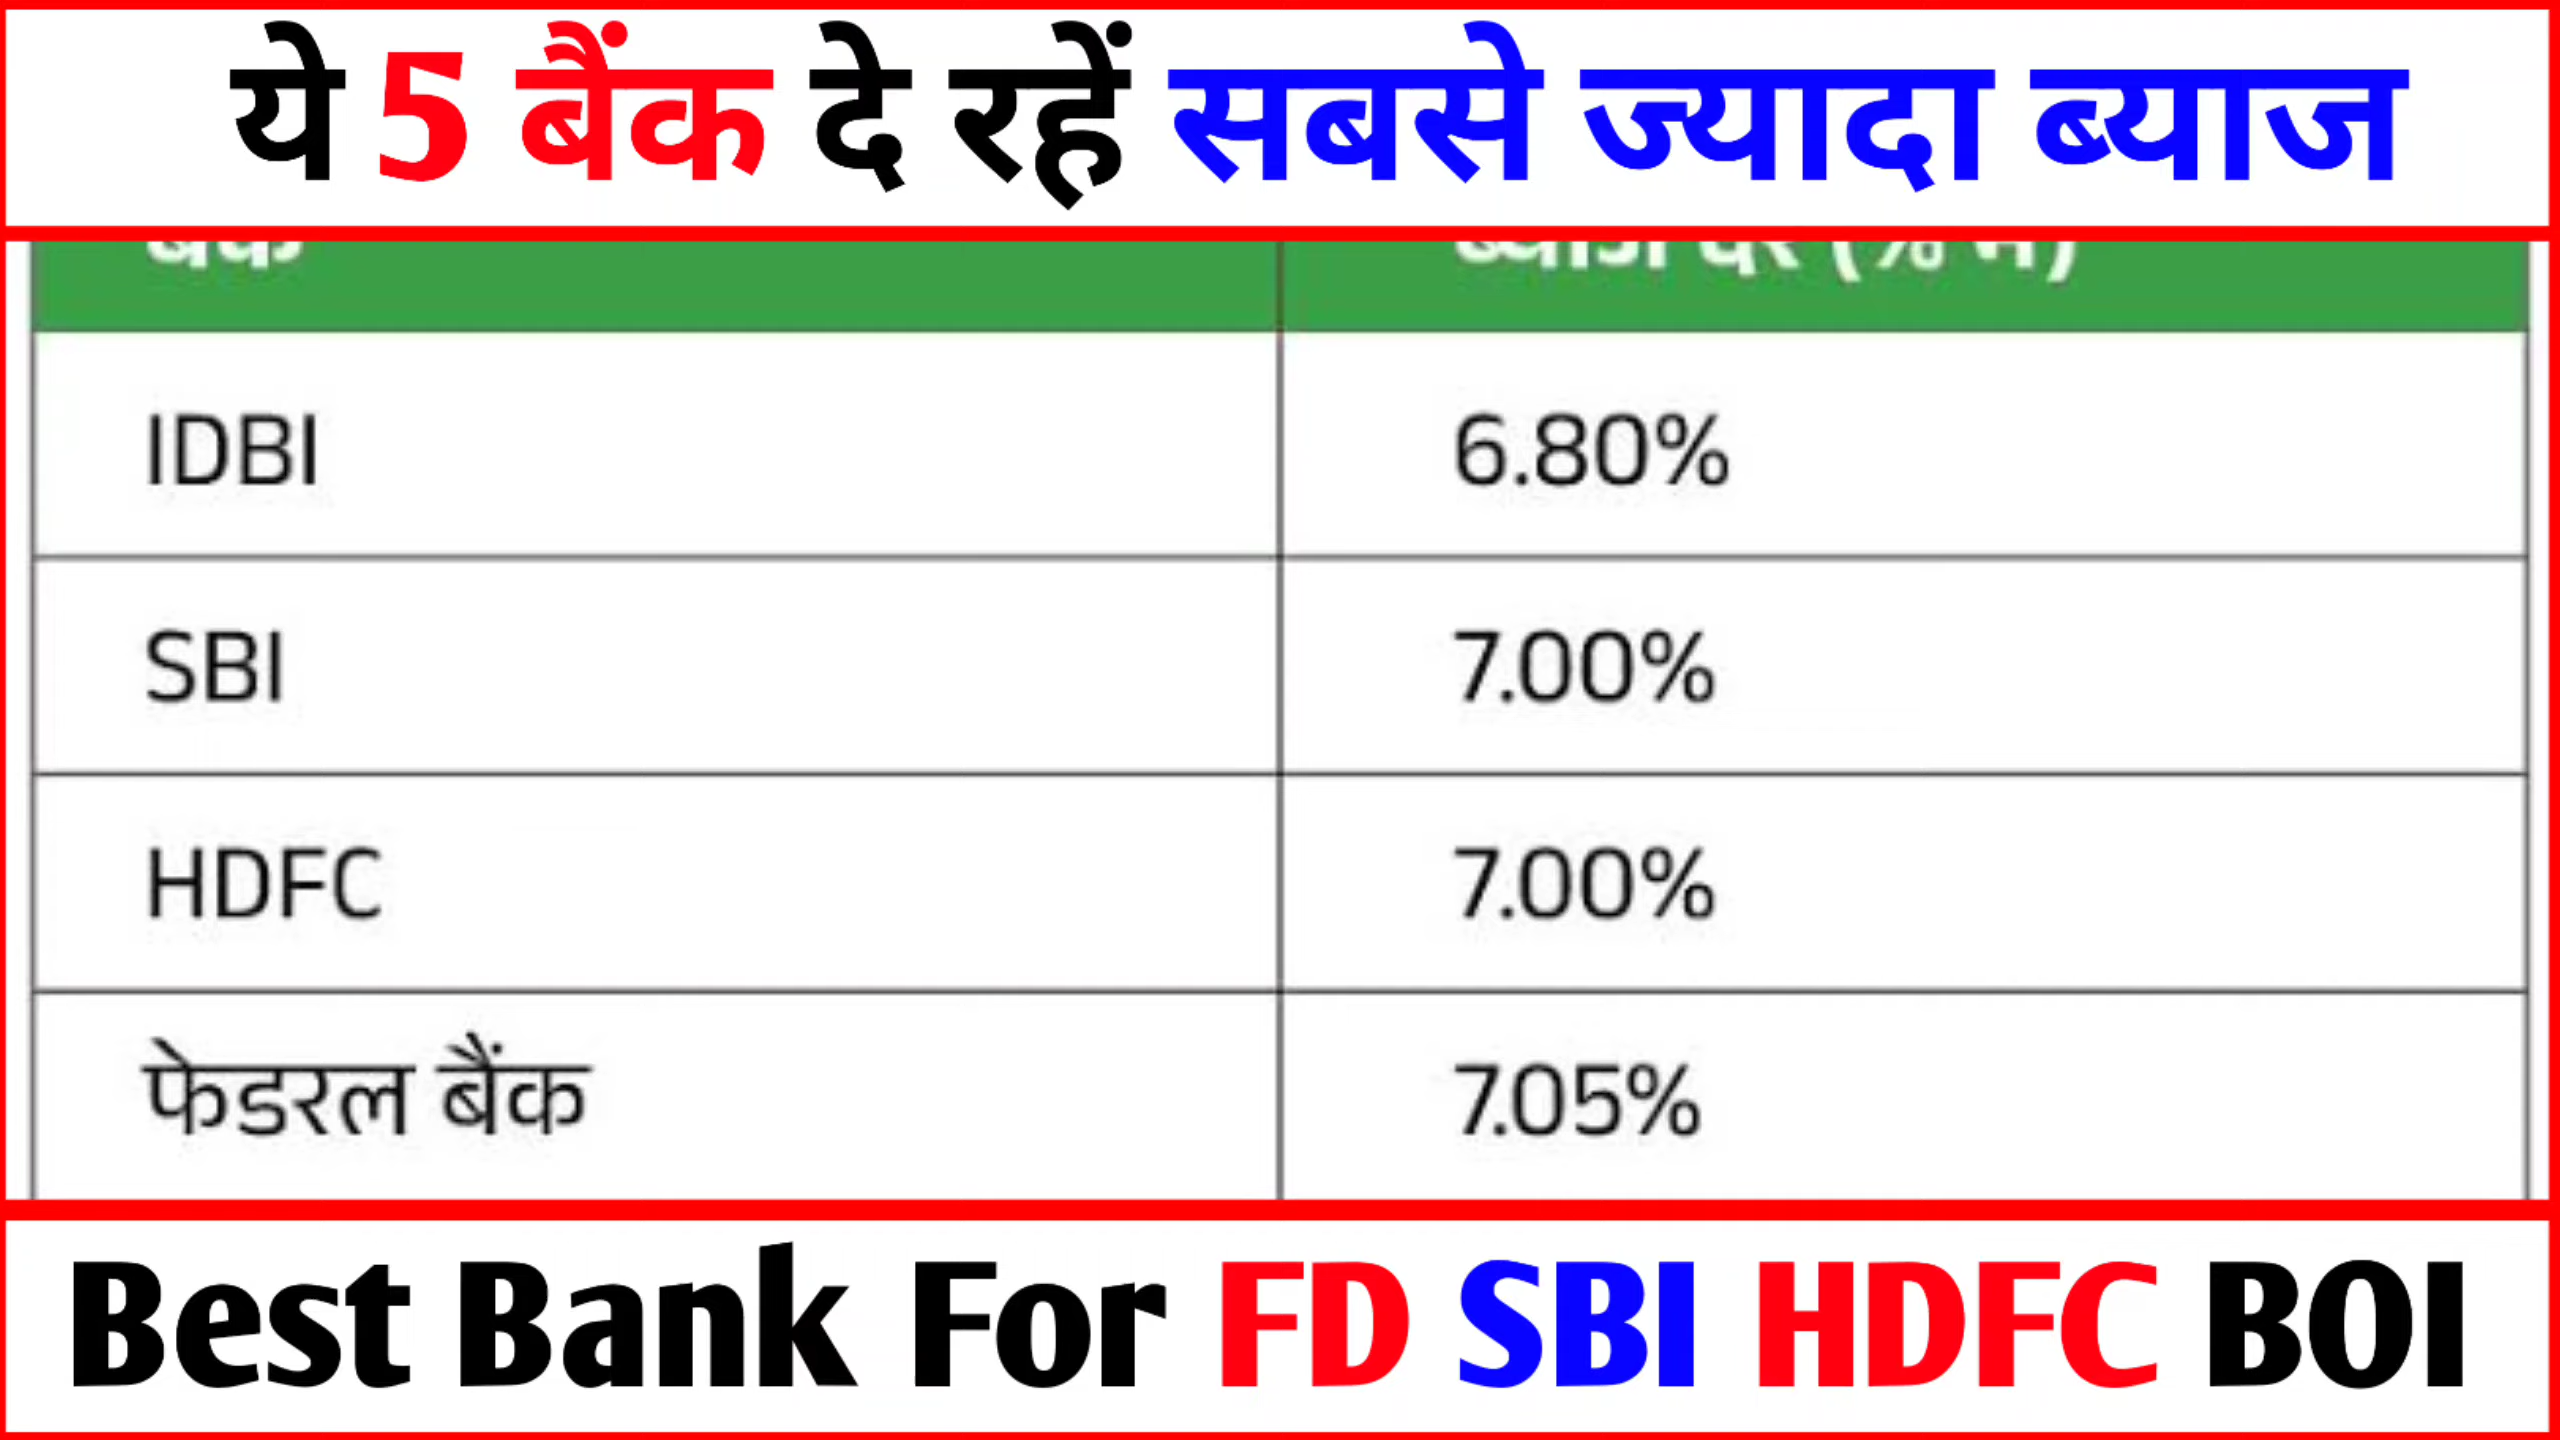 ये 5 बैंक दे रहें सबसे ज्यादा ब्याज
बैंक ब्याज दर (% में)
IDBI 6.80%
SBI 7.00%
HDFC 7.00%
फेडरल बैंक 7.05%
Best Bank For FD SBI HDFC BOI